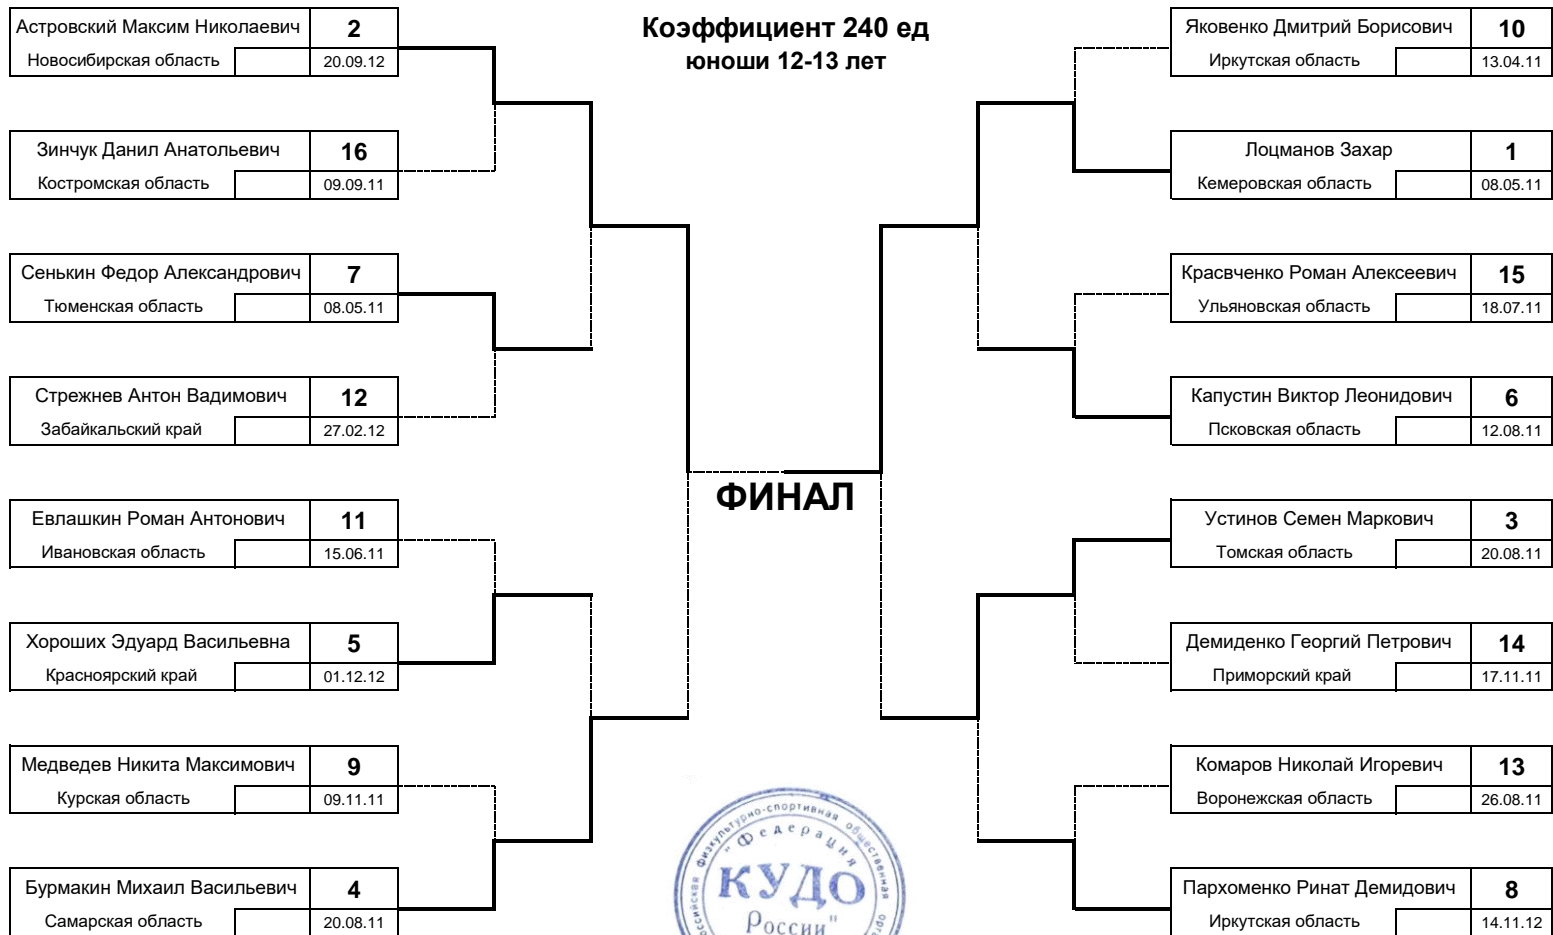 Коэффициент 240 ед
юноши 12-13 лет
Астровский Максим Николаевич 2
Новосибирская область 20.09.12
Зинчук Данил Анатольевич 16
Костромская область 09.09.11
Сенькин Федор Александрович 7
Тюменская область 08.05.11
Стрежнев Антон Вадимович 12
Забайкальский край 27.02.12
Евлашкин Роман Антонович 11
Ивановская область 15.06.11
Хороших Эдуард Васильевна 5
Красноярский край 01.12.12
Медведев Никита Максимович 9
Курская область 09.11.11
Бурмакин Михаил Васильевич 4
Самарская область 20.08.11
ФИНАЛ
Яковенко Дмитрий Борисович 10
Иркутская область 13.04.11
Лоцманов Захар 1
Кемеровская область 08.05.11
Красвченко Роман Алексеевич 15
Ульяновская область 18.07.11
Капустин Виктор Леонидович 6
Псковская область 12.08.11
Устинов Семен Маркович 3
Томская область 20.08.11
Демиденко Георгий Петрович 14
Приморский край 17.11.11
Комаров Николай Игоревич 13
Воронежская область 26.08.11
Пархоменко Ринат Демидович 8
Иркутская область 14.11.12
физкультурно-спортивная общественная
"Федерация
КУДО
России"